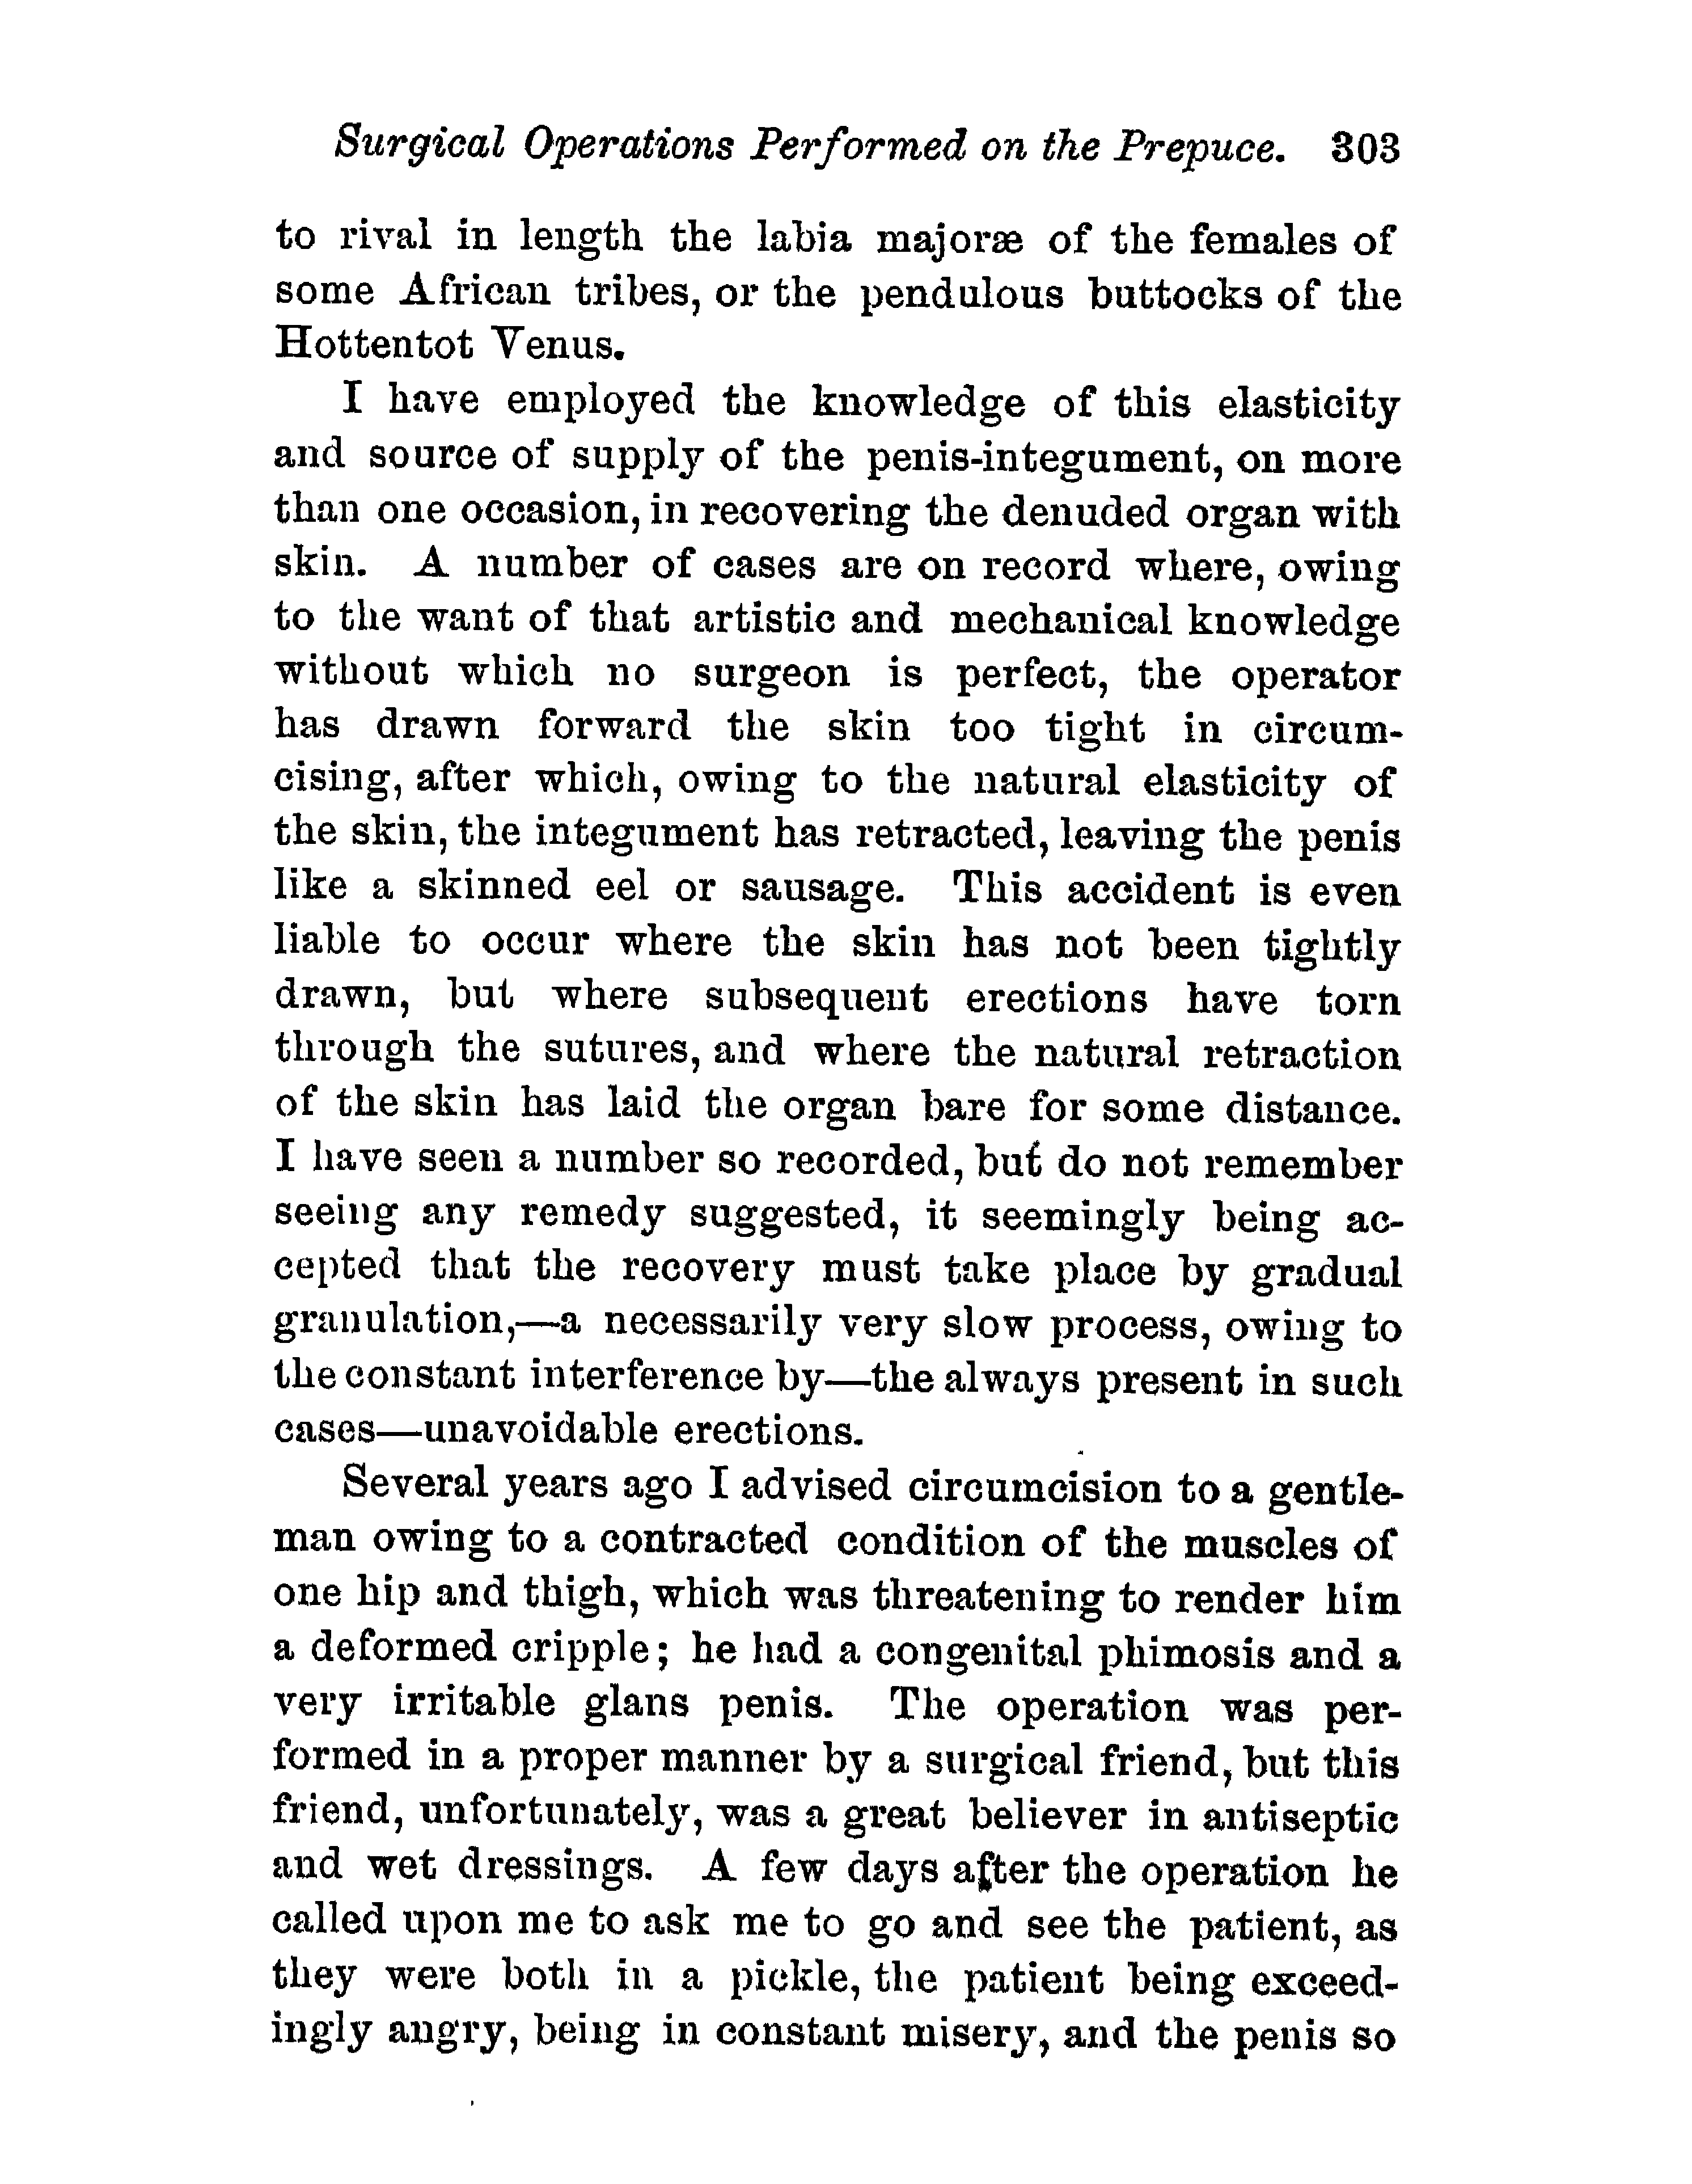 Surgical Operations Performed on the Prepuce. 303
to rival in length the labia majoræ of the females of
some African tribes, or the pendulous buttocks of the
Hottentot Venus.
I have employed the knowledge of this elasticity
and source of supply of the penis-integument, on more
than one occasion, in recovering the denuded organ with
skin. A number of cases are on record where, owing
to the want of that artistic and mechanical knowledge
without which no surgeon is perfect, the operator
has drawn forward the skin too tight in circum-
cising, after which, owing to the natural elasticity of
the skin, the integument has retracted, leaving the penis
like a skinned eel or sausage. This accident is even
liable to occur where the skin has not been tightly
drawn, but where subsequent erections have torn
through the sutures, and where the natural retraction
of the skin has laid the organ bare for some distance.
I have seen a number so recorded, but do not remember
seeing any remedy suggested, it seemingly being ac-
cepted that the recovery must take place by gradual
granulation,—a necessarily very slow process, owing to
the constant interference by—the always present in such
cases—unavoidable erections.
Several years ago I advised circumcision to a gentle-
man owing to a contracted condition of the muscles of
one hip and thigh, which was threatening to render him
a deformed cripple; he had a congenital phimosis and a
very irritable glans penis. The operation was per-
formed in a proper manner by a surgical friend, but this
friend, unfortunately, was a great believer in antiseptic
and wet dressings. A few days after the operation he
called upon me to ask me to go and see the patient, as
they were both in a pickle, the patient being exceed-
ingly angry, being in constant misery, and the penis so